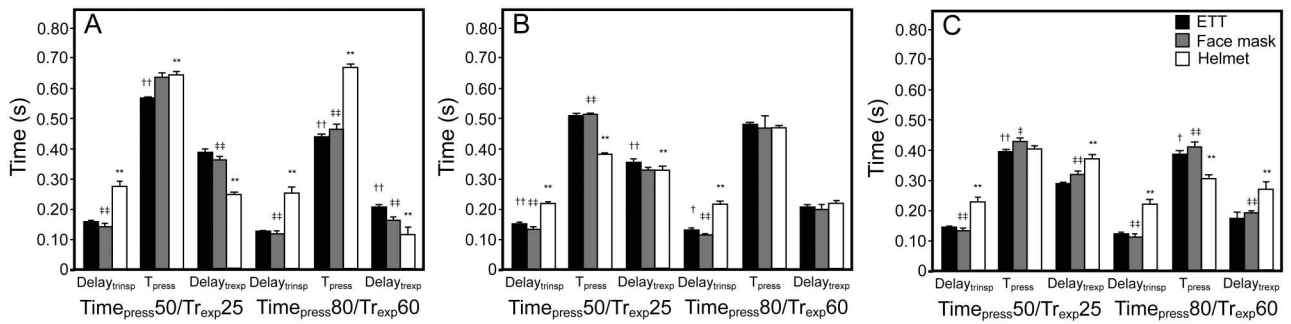 A
Time (s)
0.80
0.70
0.60
0.50
0.40
0.30
0.20
0.10
0
‡‡ ** †† ** ‡‡ ** ‡‡ ** †† ‡‡ ** †† ‡‡ **
Delaytrinsp Tpress Delaytrexp Delaytrinsp Tpress Delaytrexp
Timepress50/Trexp25 Timepress80/Trexp60
B
Time (s)
0.80
0.70
0.60
0.50
0.40
0.30
0.20
0.10
0
†† ‡‡ ** ‡‡ ** †† ** † ‡‡ **
Delaytrinsp Tpress Delaytrexp Delaytrinsp Tpress Delaytrexp
Timepress50/Trexp25 Timepress80/Trexp60
C
ETT
Face mask
Helmet
Time (s)
0.80
0.70
0.60
0.50
0.40
0.30
0.20
0.10
0
‡‡ ** †† ‡ ‡‡ ** ‡‡ ** † ‡‡ ** ‡‡ **
Delaytrinsp Tpress Delaytrexp Delaytrinsp Tpress Delaytrexp
Timepress50/Trexp25 Timepress80/Trexp60